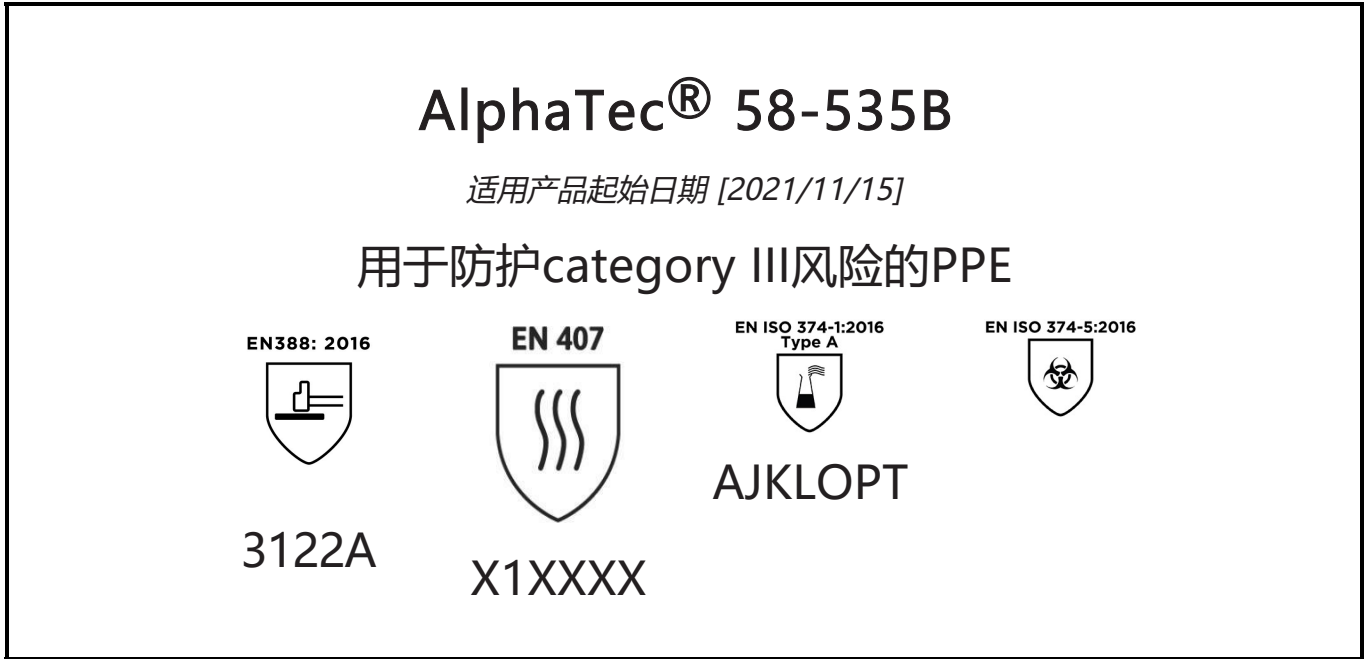 AlphaTec® 58-535B
适用产品起始日期 [2021/11/15]
用于防护category III风险的PPE
EN388: 2016
3122A
EN 407
X1XXXX
EN ISO 374-1:2016
Type A
AJKLOPT
EN ISO 374-5:2016